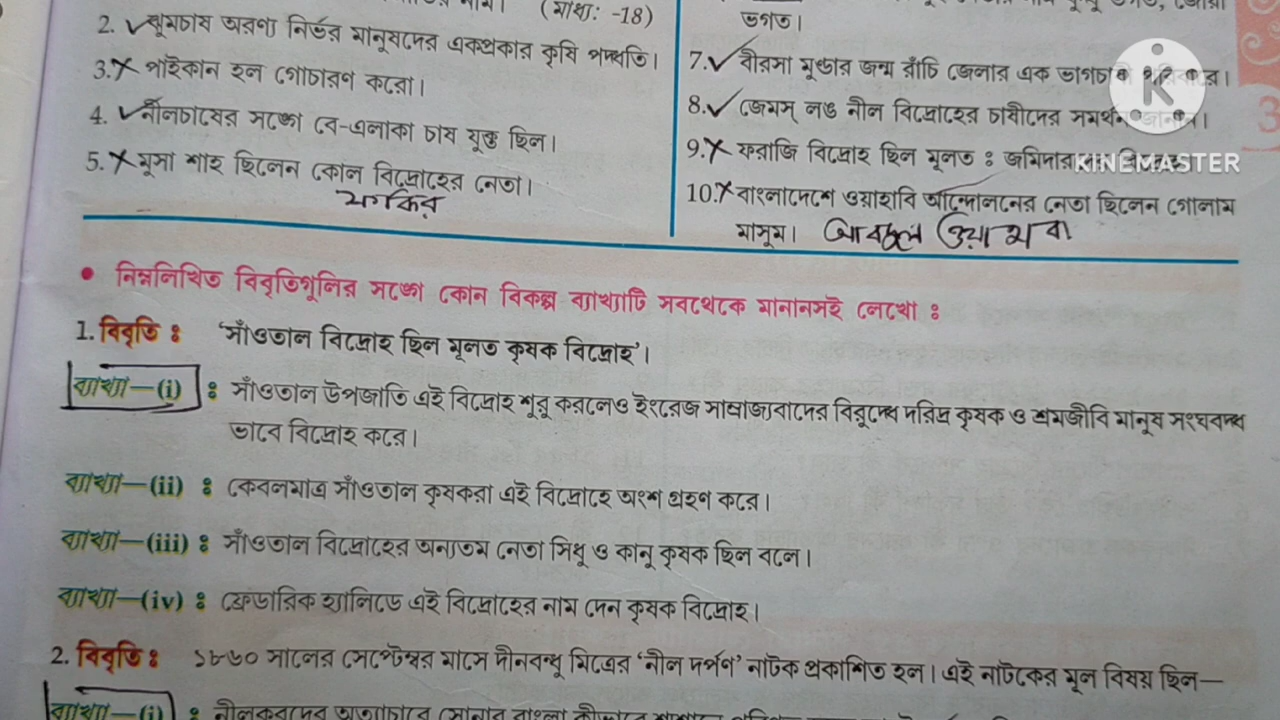 (মাধ্য: -18)
2. ঝুমচাষ অরণ্য নির্ভর মানুষদের একপ্রকার কৃষি পদ্ধতি।
3. পাইকান হল গোচারণ করো।
4. নীলচাষের সঙ্গে বে-এলাকা চাষ যুক্ত ছিল।
5. মুসা শাহ ছিলেন কোল বিদ্রোহের নেতা।
ভগত।
7. বীরসা মুন্ডার জন্ম রাঁচি জেলার এক ভাগচাষী পরিবারে।
8. জেমস্ লঙ নীল বিদ্রোহের চাষীদের সমর্থন জানান।
9. ফরাজি বিদ্রোহ ছিল মূলত : জমিদার
10. বাংলাদেশে ওয়াহাবি আন্দোলনের নেতা ছিলেন গোলাম
মাসুম। আবদুল ওয়াহাব
K
KINEMASTER
3
• নিম্নলিখিত বিবৃতিগুলির সঙ্গে কোন বিকল্প ব্যাখ্যাটি সবথেকে মানানসই লেখো :
1. বিবৃতি : ‘সাঁওতাল বিদ্রোহ ছিল মূলত কৃষক বিদ্রোহ’।
ব্যাখ্যা—(i) : সাঁওতাল উপজাতি এই বিদ্রোহ শুরু করলেও ইংরেজ সাম্রাজ্যবাদের বিরুদ্ধে দরিদ্র কৃষক ও শ্রমজীবি মানুষ সংঘবদ্ধ
ভাবে বিদ্রোহ করে।
ব্যাখ্যা—(ii) : কেবলমাত্র সাঁওতাল কৃষকরা এই বিদ্রোহে অংশ গ্রহণ করে।
ব্যাখ্যা—(iii) : সাঁওতাল বিদ্রোহের অন্যতম নেতা সিধু ও কানু কৃষক ছিল বলে।
ব্যাখ্যা—(iv) : ফ্রেডারিক হ্যালিডে এই বিদ্রোহের নাম দেন কৃষক বিদ্রোহ।
2. বিবৃতি : ১৮৬০ সালের সেপ্টেম্বর মাসে দীনবন্ধু মিত্রের ‘নীল দর্পণ’ নাটক প্রকাশিত হল। এই নাটকের মূল বিষয় ছিল—
ব্যাখ্যা—(i) : নীলকরদের অত্যাচারে সোনার বাংলা